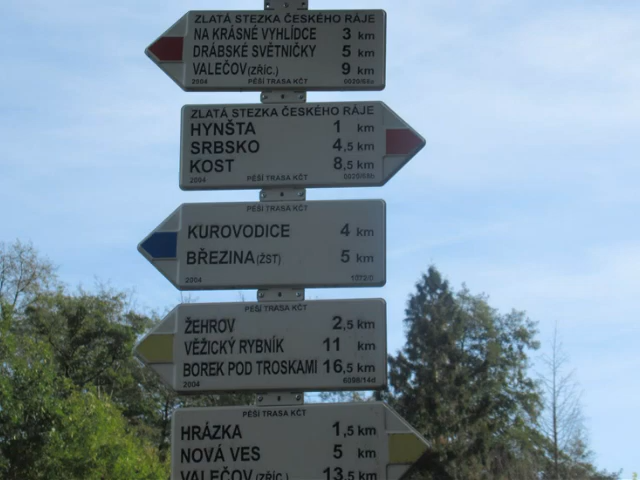 ZLATÁ STEZKA ČESKÉHO RÁJE
NA KRÁSNÉ VYHLÍDCE 3 km
DRÁBSKÉ SVĚTNIČKY 5 km
VALEČOV (ZŘÍC.) 9 km
2004 PĚŠÍ TRASA KČT
ZLATÁ STEZKA ČESKÉHO RÁJE
HYNŠTA 1 km
SRBSKO 4,5 km
KOST 8,5 km
2004 PĚŠÍ TRASA KČT
PĚŠÍ TRASA KČT
KUROVODICE 4 km
BŘEZINA (ŽST) 5 km
2004
PĚŠÍ TRASA KČT
ŽEHROV 2,5 km
VĚŽICKÝ RYBNÍK 11 km
BOREK POD TROSKAMI 16,5 km
2004
PĚŠÍ TRASA KČT
HRÁZKA 1,5 km
NOVÁ VES 5 km
VALEČOV (ZŘÍC.) 13,5 km